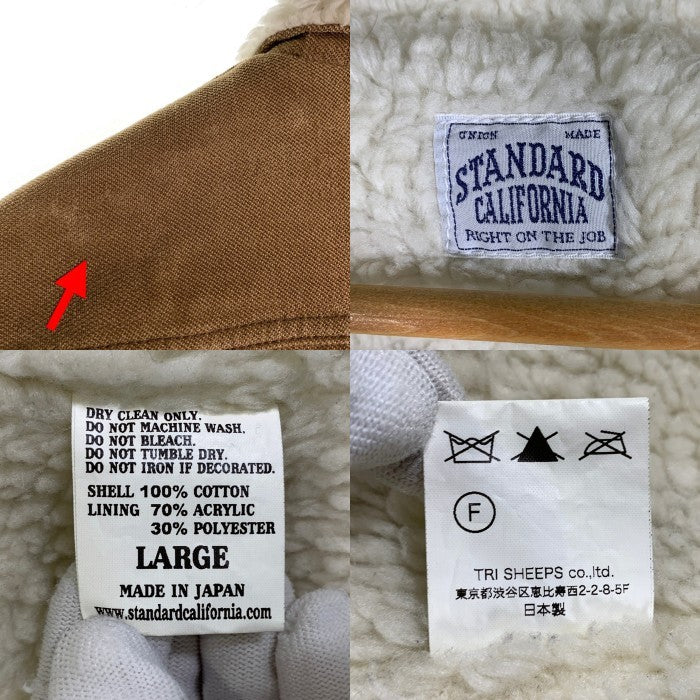 UNION MADE
STANDARD
CALIFORNIA
RIGHT ON THE JOB
DRY CLEAN ONLY.
DO NOT MACHINE WASH.
DO NOT BLEACH.
DO NOT TUMBLE DRY.
DO NOT IRON IF DECORATED.
SHELL 100% COTTON
LINING 70% ACRYLIC
30% POLYESTER
LARGE
MADE IN JAPAN
www.standardcalifornia.com
F
TRI SHEEPS co.,ltd.
東京都渋谷区恵比寿西2-2-8-5F
日本製